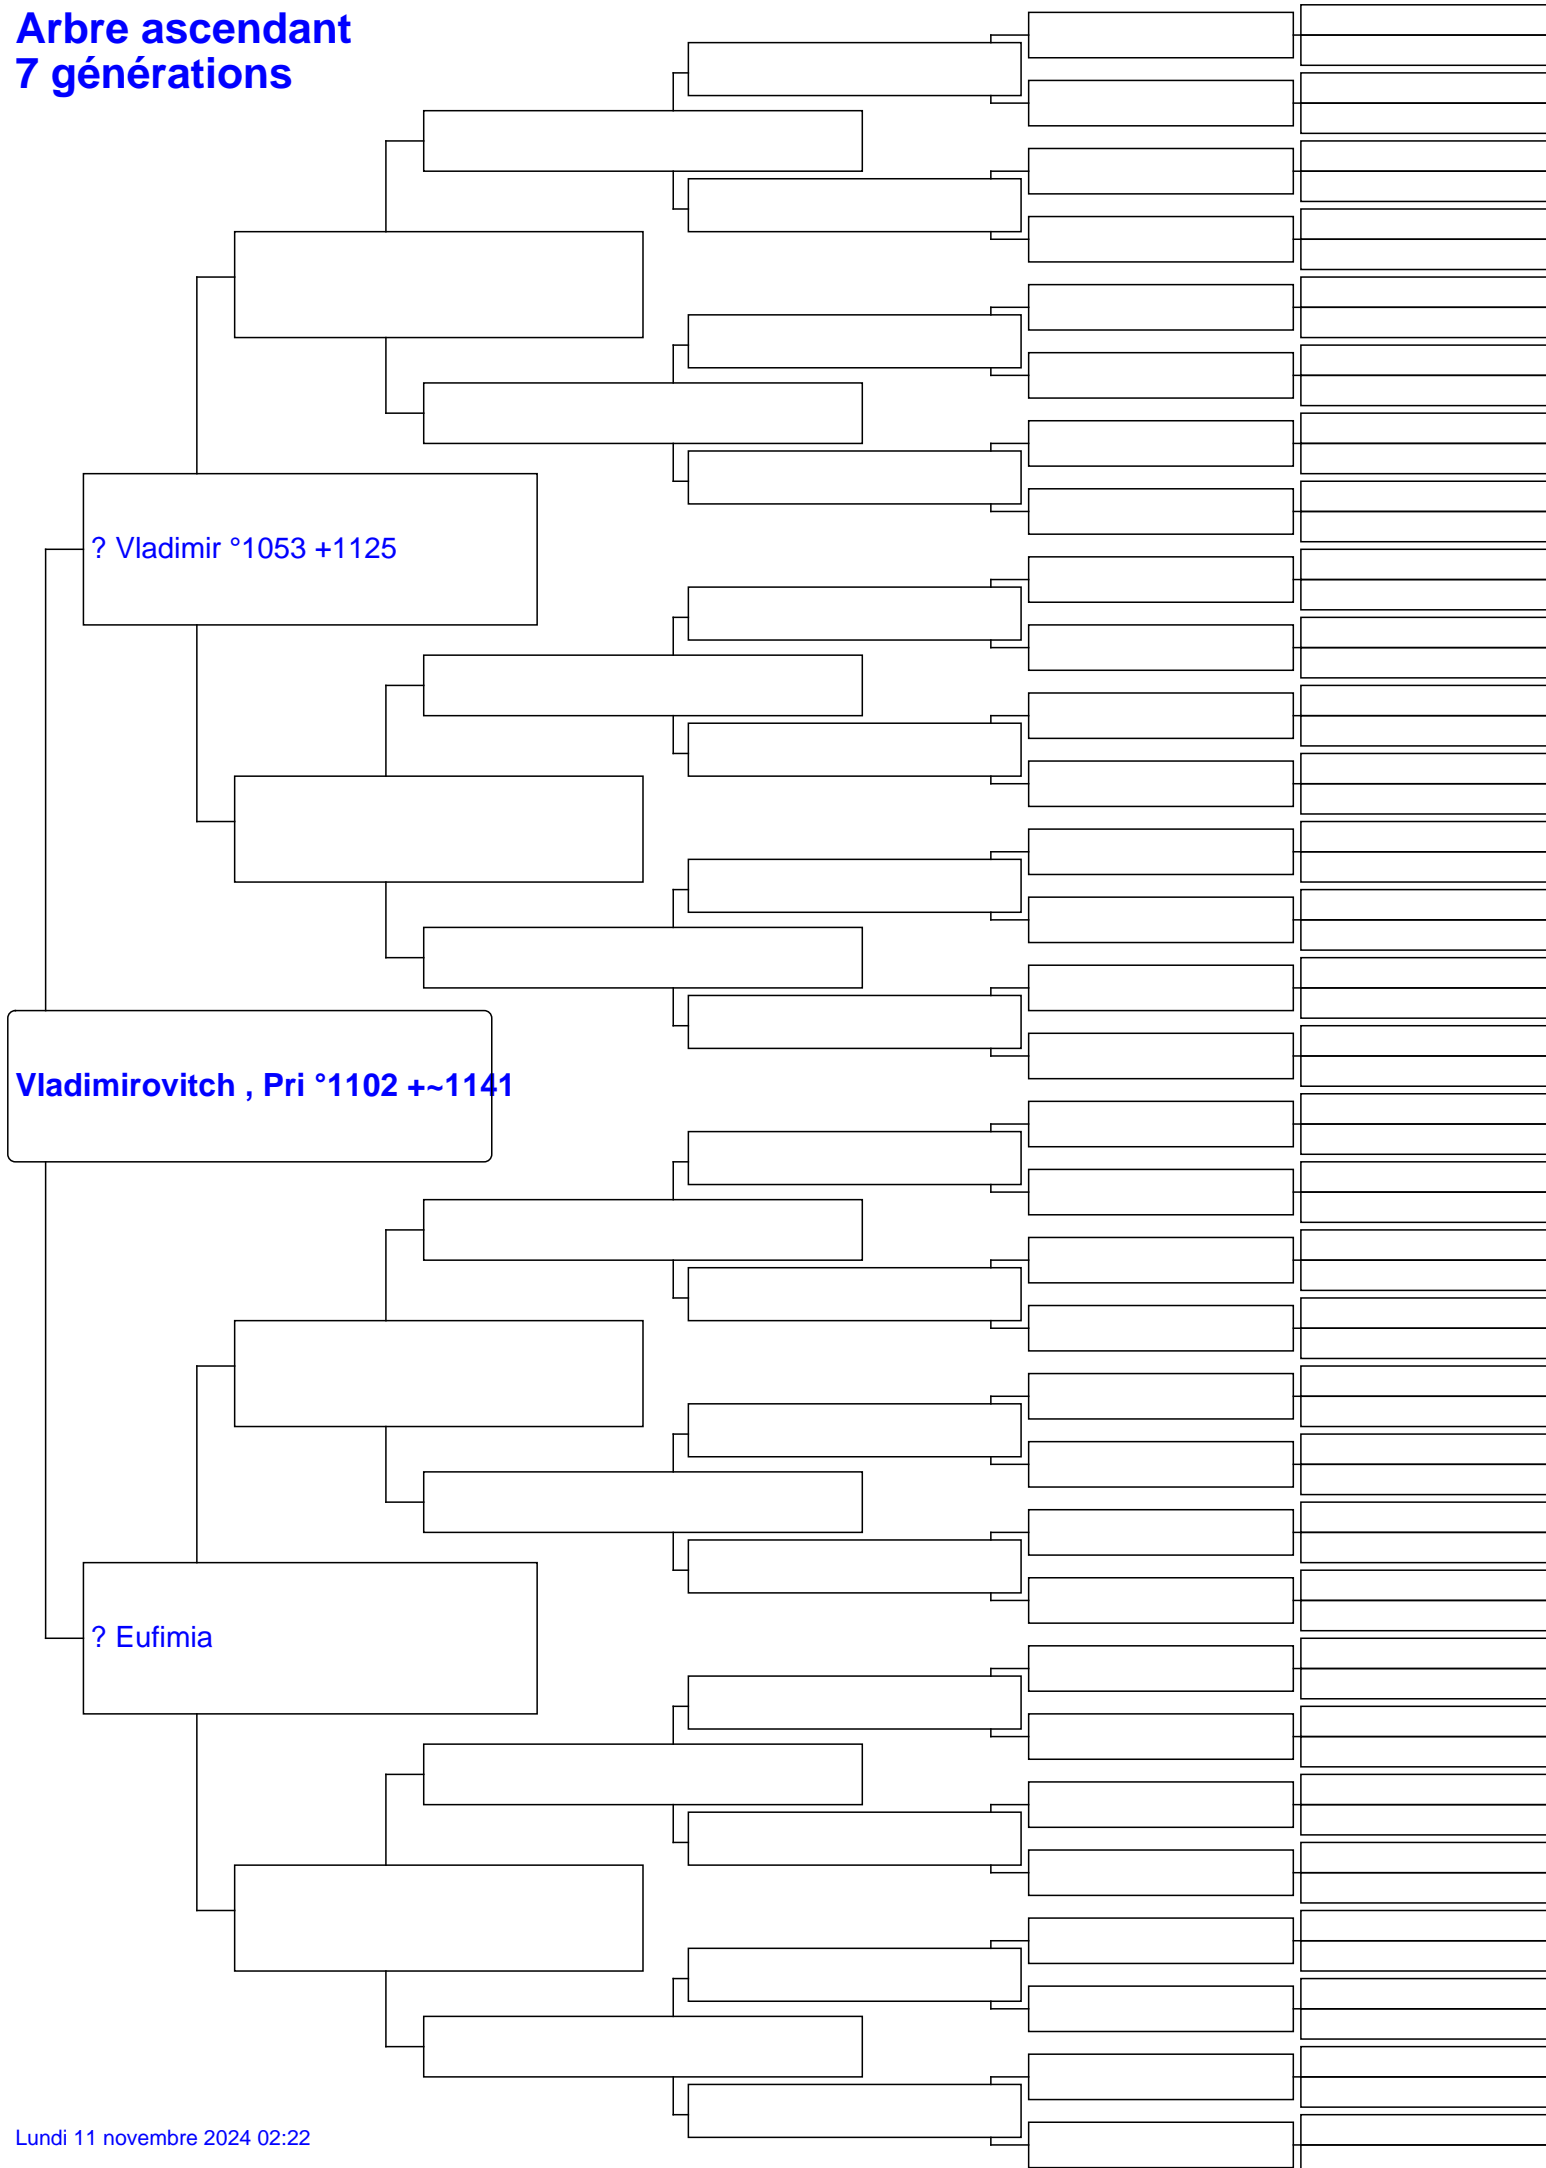 Arbre ascendant
7 générations
? Vladimir °1053 +1125
Vladimirovitch , Pri °1102 +~1141
? Eufimia
Lundi 11 novembre 2024 02:22